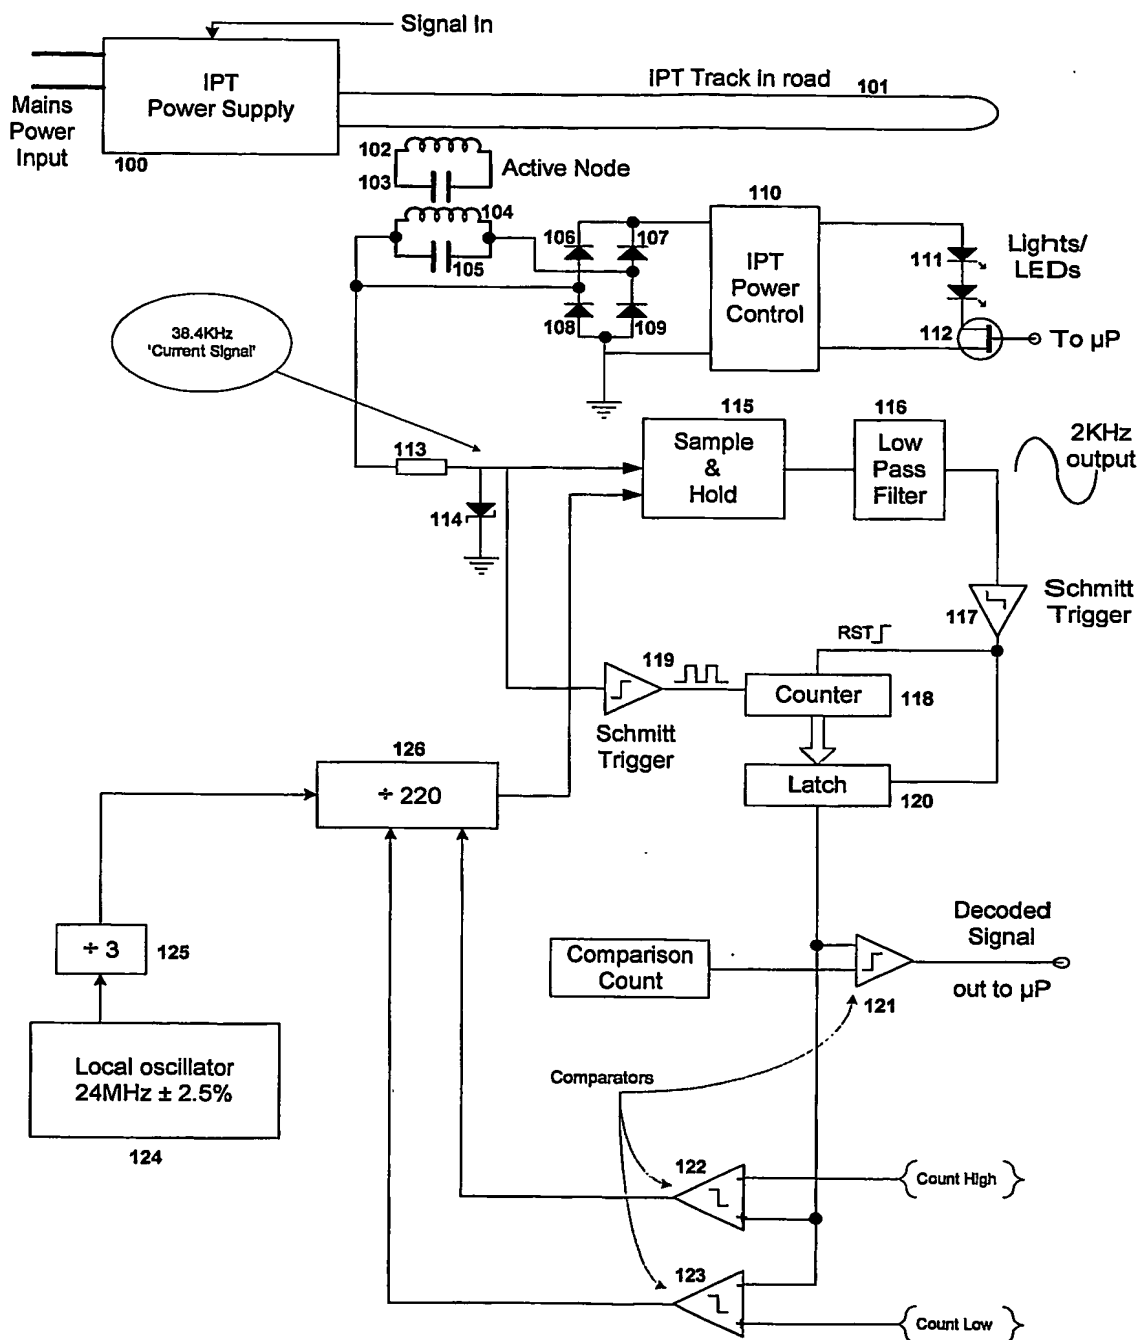 Signal In
IPT
Power Supply
Mains
Power
Input
100
IPT Track in road
101
102
103
Active Node
104
105
106
107
108
109
110
IPT
Power
Control
111
Lights/
LEDs
112
To µP
38.4KHz
'Current Signal'
113
114
115
Sample
&
Hold
116
Low
Pass
Filter
2KHz
output
117
Schmitt
Trigger
RST
119
Schmitt
Trigger
Counter
118
Latch
120
126
÷ 220
÷ 3
125
Local oscillator
24MHz ± 2.5%
124
Comparison
Count
Decoded
Signal
out to µP
121
Comparators
122
Count High
123
Count Low